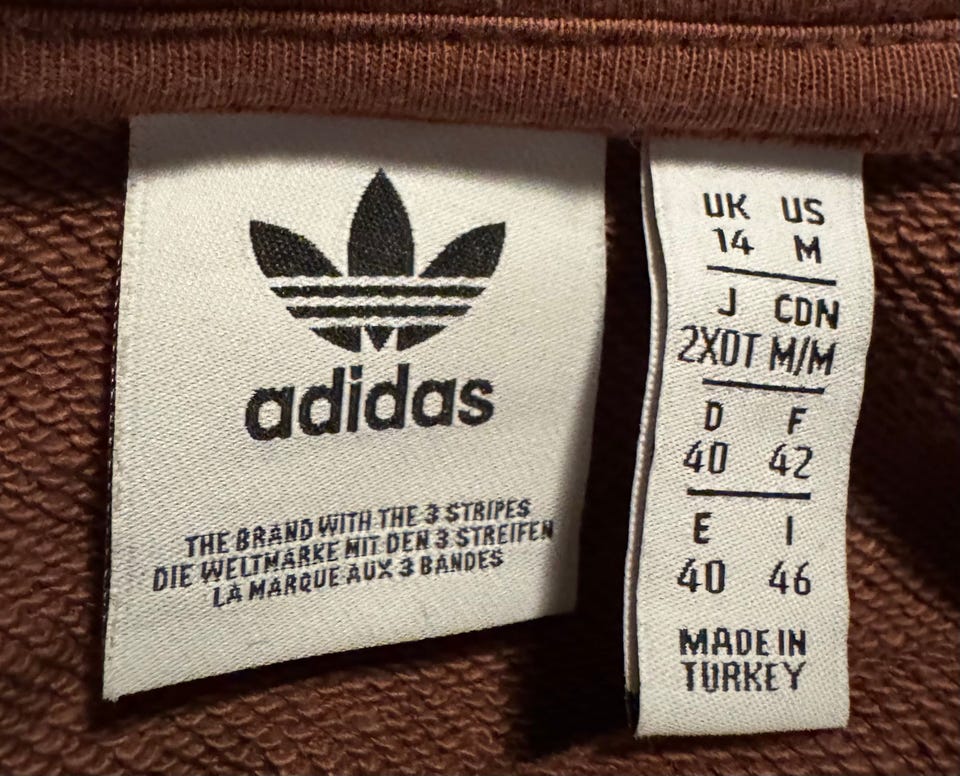 adidas
THE BRAND WITH THE 3 STRIPES
DIE WELTMARKE MIT DEN 3 STREIFEN
LA MARQUE AUX 3 BANDES
UK US
14 M
J CDN
2XOT M/M
D F
40 42
E I
40 46
MADE IN
TURKEY